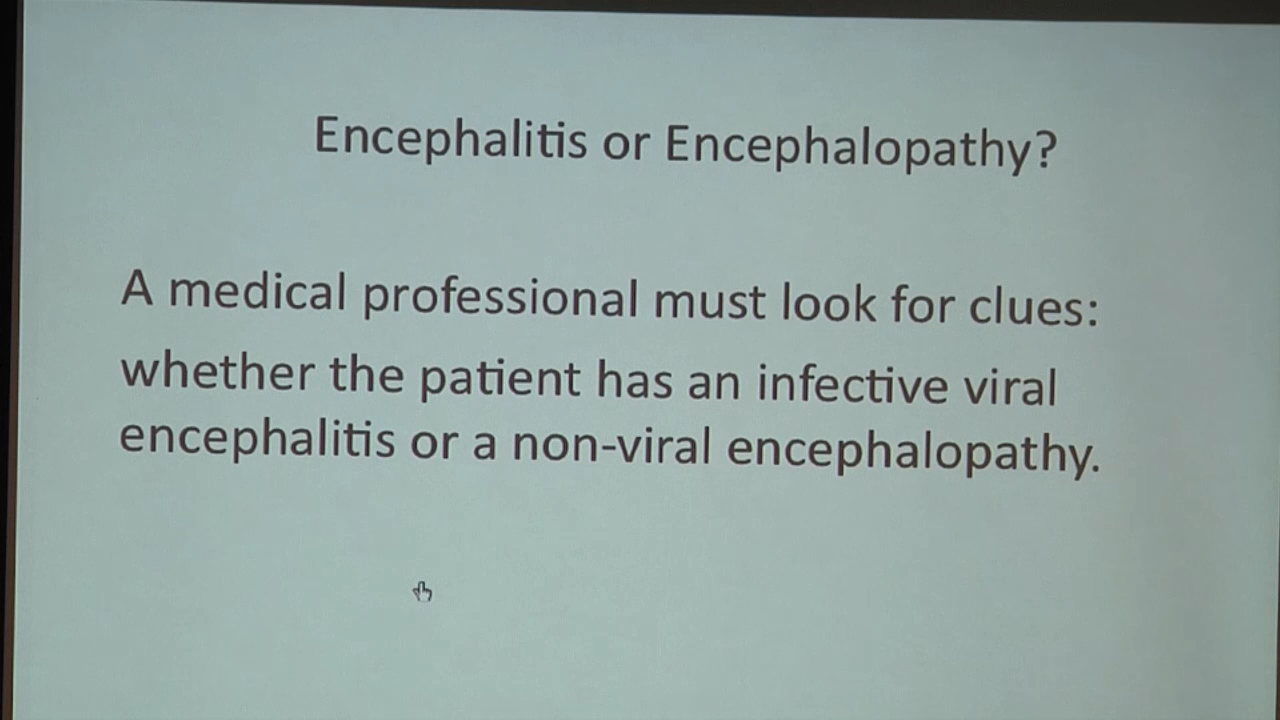 Encephalitis or Encephalopathy?
A medical professional must look for clues:
whether the patient has an infective viral
encephalitis or a non-viral encephalopathy.